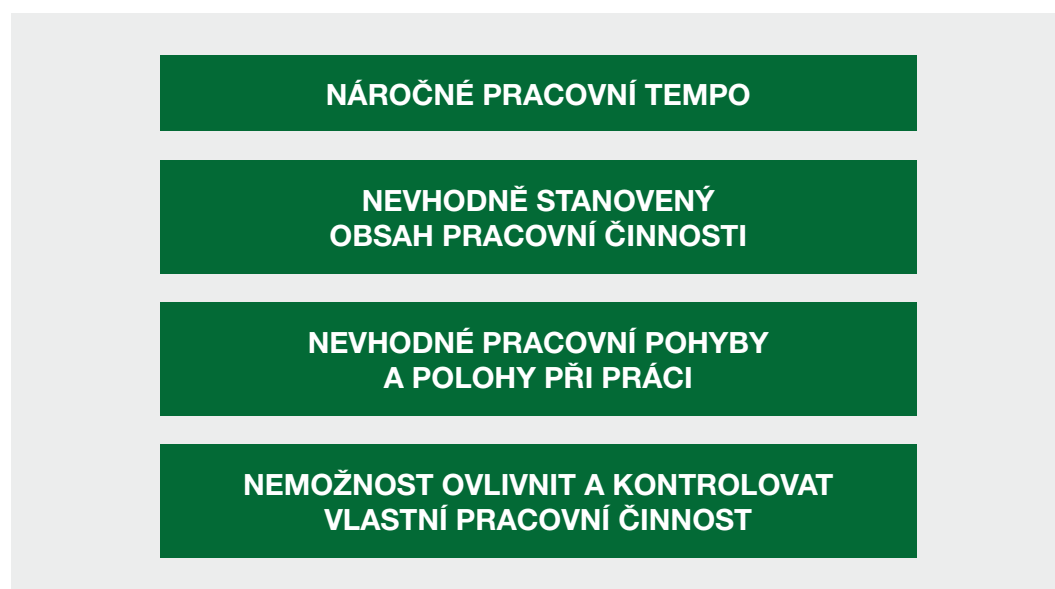 NÁROČNÉ PRACOVNÍ TEMPO
NEVHODNĚ STANOVENÝ
OBSAH PRACOVNÍ ČINNOSTI
NEVHODNÉ PRACOVNÍ POHYBY
A POLOHY PŘI PRÁCI
NEMOŽNOST OVLIVNIT A KONTROLOVAT
VLASTNÍ PRACOVNÍ ČINNOST